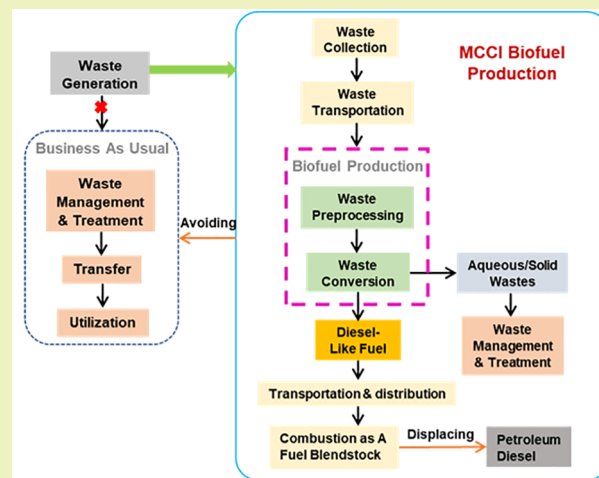 Waste
Generation
Business As Usual
Waste
Management
& Treatment
Transfer
Utilization
Avoiding
MCCI Biofuel
Production
Waste
Collection
Waste
Transportation
Biofuel Production
Waste
Preprocessing
Waste
Conversion
Aqueous/Solid
Wastes
Waste
Management
& Treatment
Diesel-
Like Fuel
Transportation & distribution
Combustion as A
Fuel Blendstock
Displacing
Petroleum
Diesel